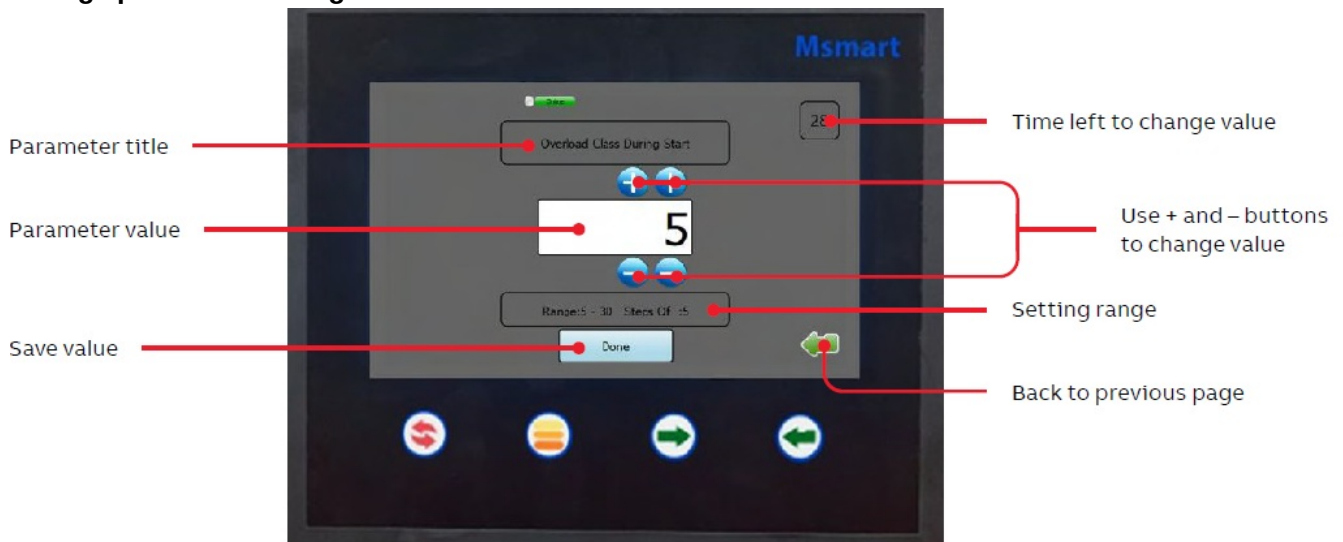 Msmart
28
Time left to change value
Overload Class During Start
Parameter title
Parameter value
5
Use + and – buttons
to change value
Range:5 - 30 Steps Of :5
Setting range
Save value
Done
Back to previous page